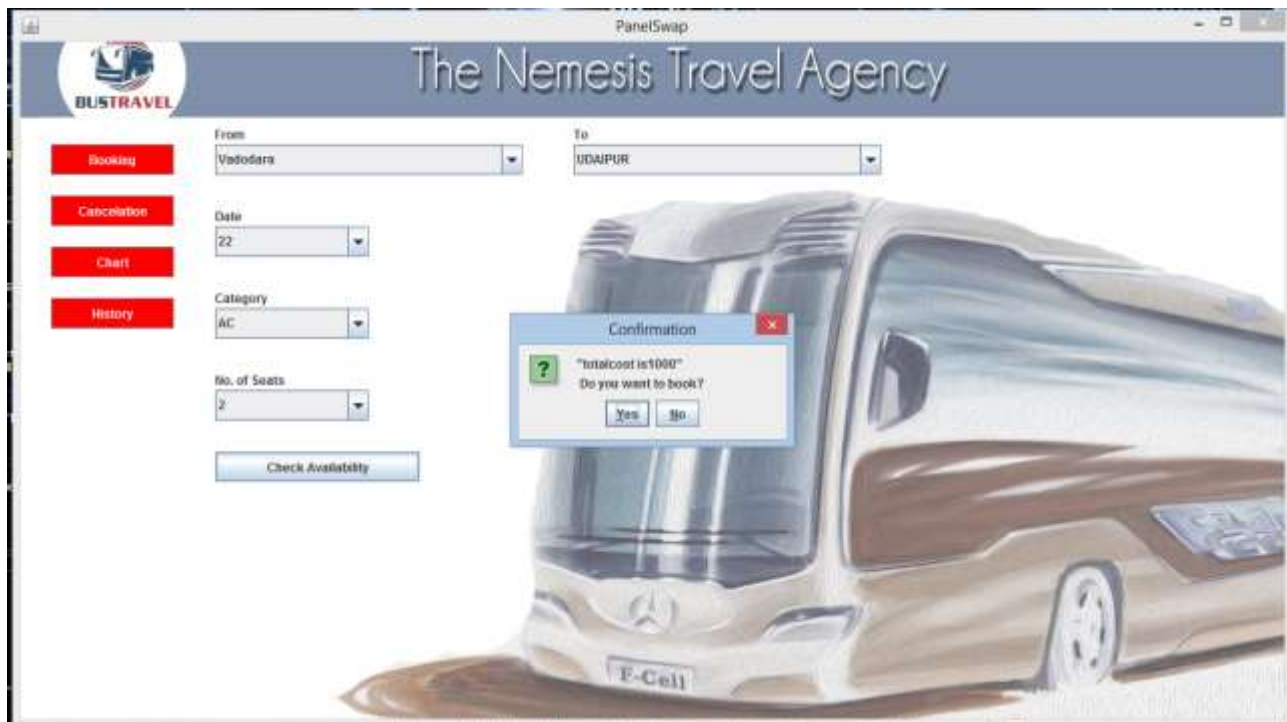 PanelSwap
BUSTRAVEL
The Nemesis Travel Agency
From
To
Booking
Vadodara
UDAIPUR
Cancelation
Date
22
Chart
Category
History
AC
Confirmation
"totalcost is1000"
Do you want to book?
Yes No
No. of Seats
2
Check Availability
F-Cell